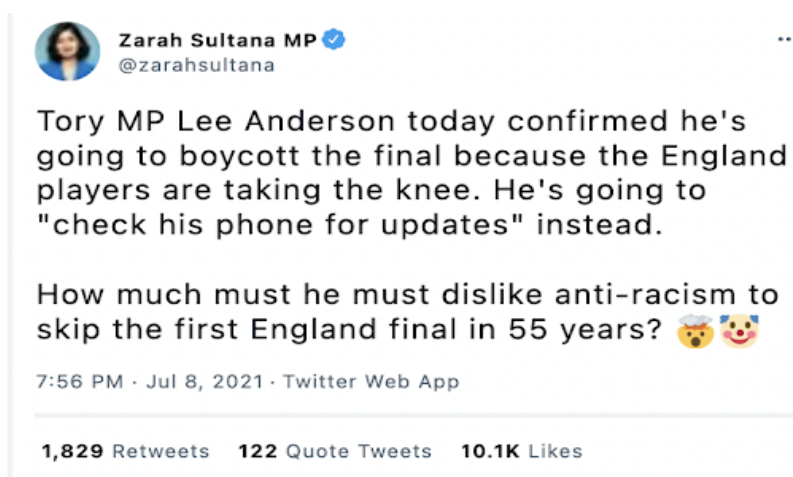 Zarah Sultana MP
@zarahsultana
Tory MP Lee Anderson today confirmed he's
going to boycott the final because the England
players are taking the knee. He's going to
"check his phone for updates" instead.
How much must he must dislike anti-racism to
skip the first England final in 55 years? 🤯🤡
7:56 PM · Jul 8, 2021 · Twitter Web App
1,829 Retweets 122 Quote Tweets 10.1K Likes